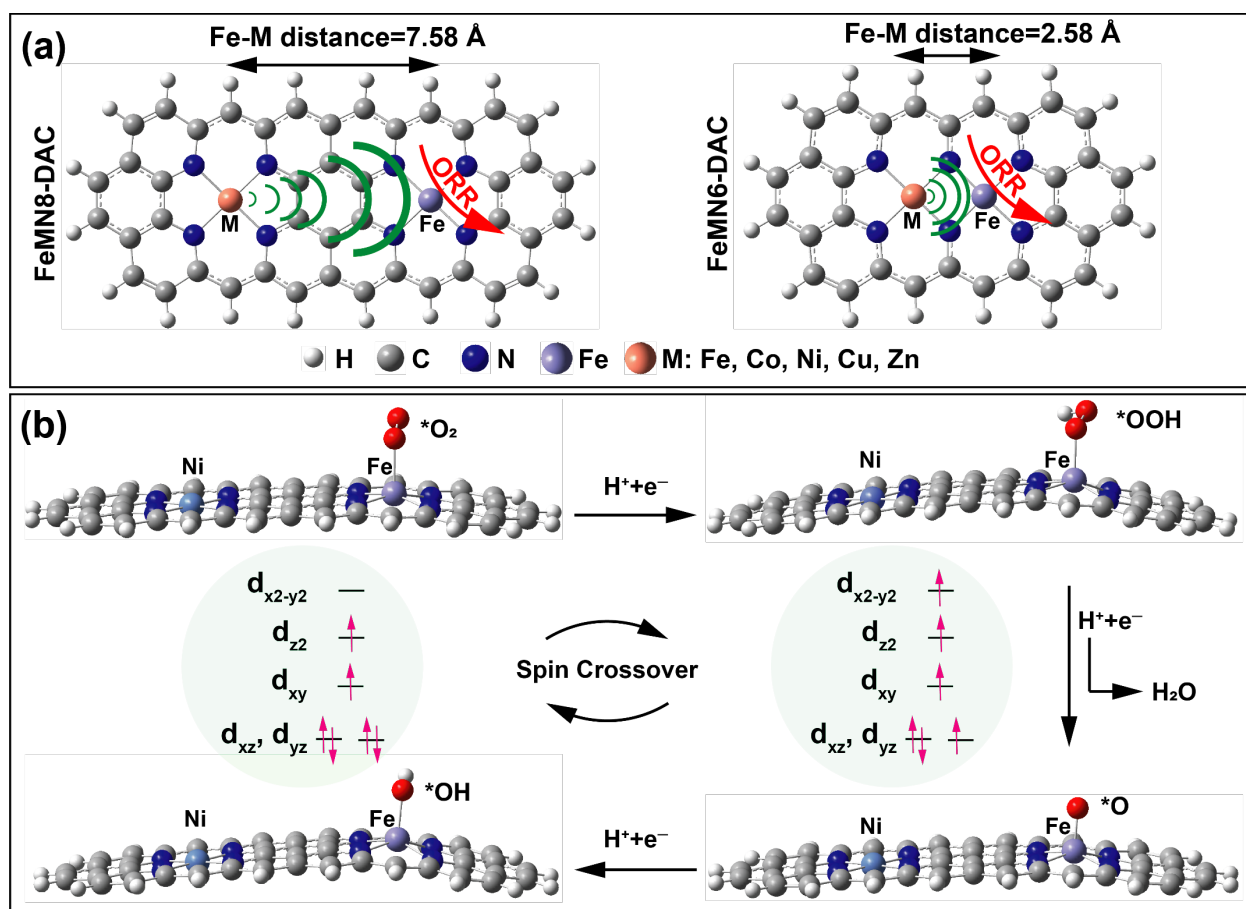 (a)
Fe-M distance=7.58 Å
Fe-M distance=2.58 Å
FeMN8-DAC
M
Fe
ORR
FeMN6-DAC
M
Fe
ORR
H C N Fe M: Fe, Co, Ni, Cu, Zn
(b)
*O₂
Ni
Fe
H⁺+e⁻
*OOH
Ni
Fe
dx2-y2
dz2
dxy
dxz, dyz
Spin Crossover
dx2-y2
dz2
dxy
dxz, dyz
H⁺+e⁻
H₂O
*OH
Ni
Fe
H⁺+e⁻
*O
Ni
Fe